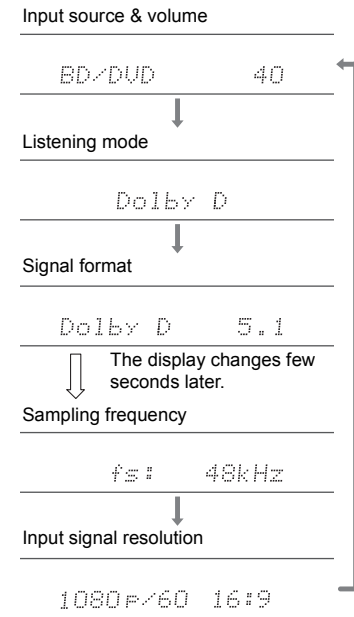 Input source & volume
BD/DVD 40
Listening mode
Dolby D
Signal format
Dolby D 5.1
The display changes few
seconds later.
Sampling frequency
fs: 48kHz
Input signal resolution
1080p/60 16:9